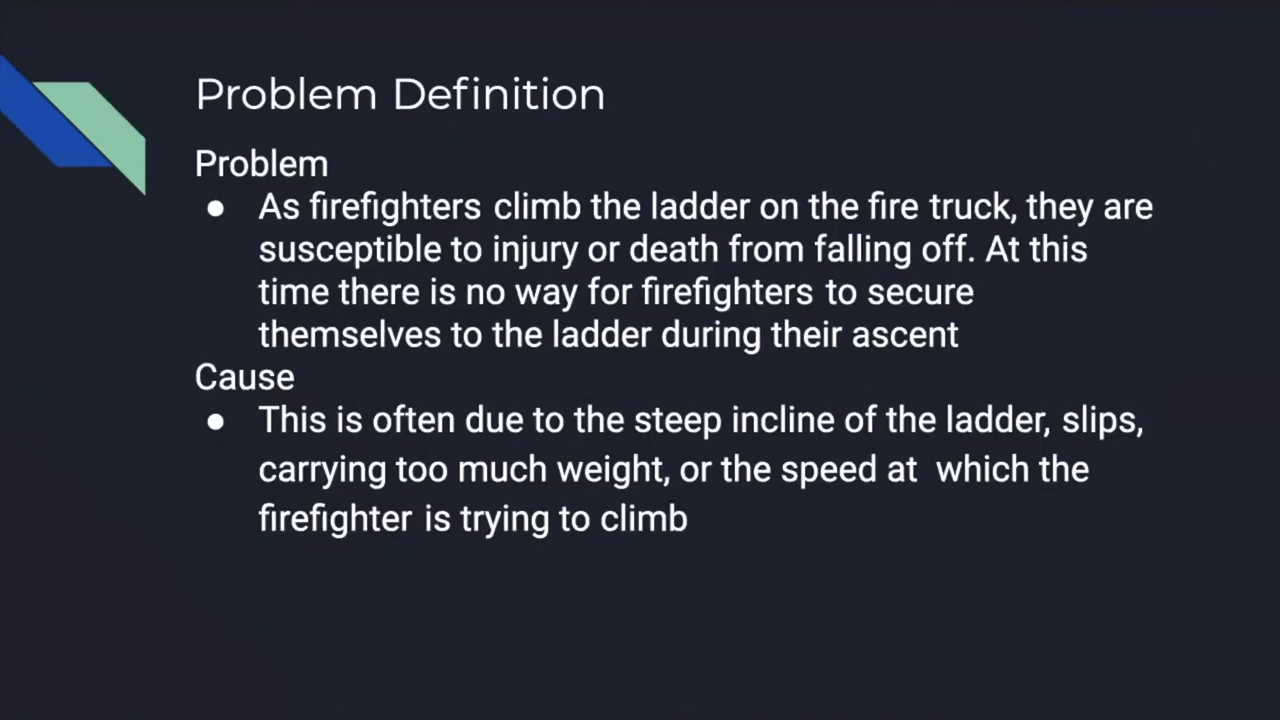 Problem Definition
Problem
● As firefighters climb the ladder on the fire truck, they are
susceptible to injury or death from falling off. At this
time there is no way for firefighters to secure
themselves to the ladder during their ascent
Cause
● This is often due to the steep incline of the ladder, slips,
carrying too much weight, or the speed at  which the
firefighter is trying to climb